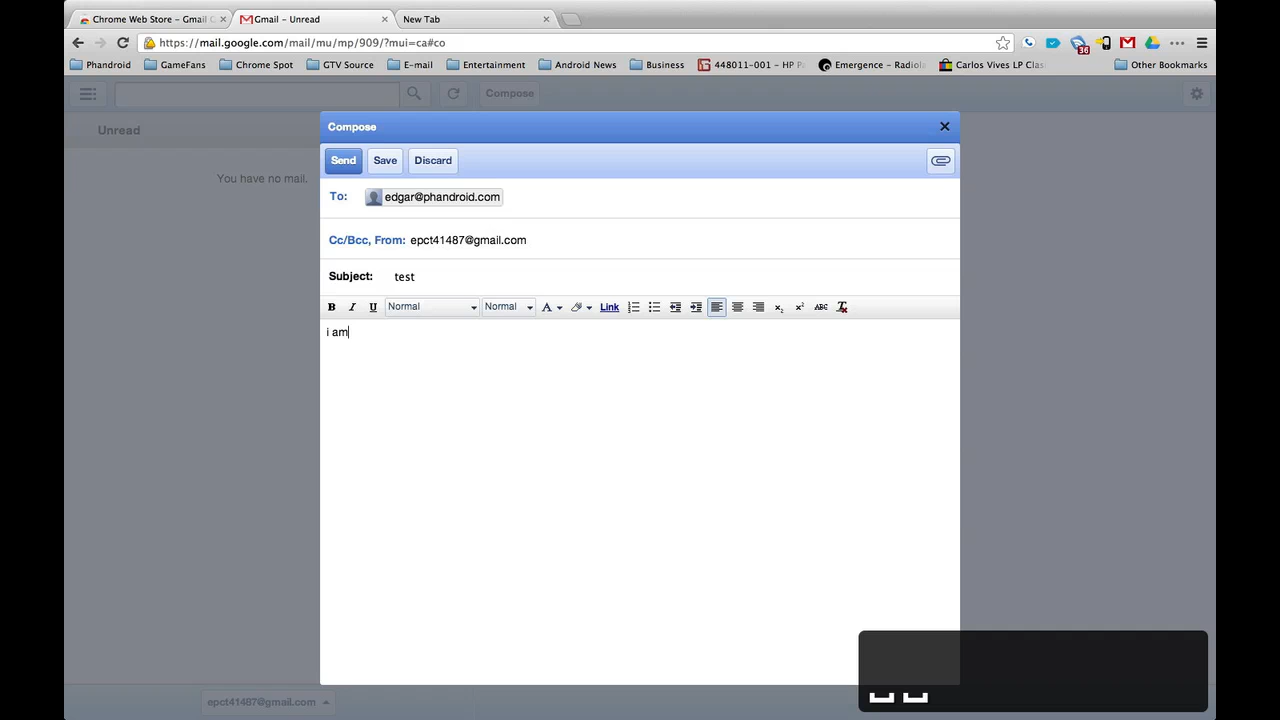 Chrome Web Store - Gmail
Gmail - Unread
New Tab
https://mail.google.com/mail/mu/mp/909/?mui=ca#co
36
Phandroid GameFans Chrome Spot GTV Source E-mail Entertainment Android News Business 448011-001 - HP Emergence - Radiol Carlos Vives LP Clas Other Bookmarks
Compose
Unread
You have no mail.
Compose
Send Save Discard
To: edgar@phandroid.com
Cc/Bcc, From: epct41487@gmail.com
Subject: test
B I U Normal Normal A Link ABC
i am
epct41487@gmail.com